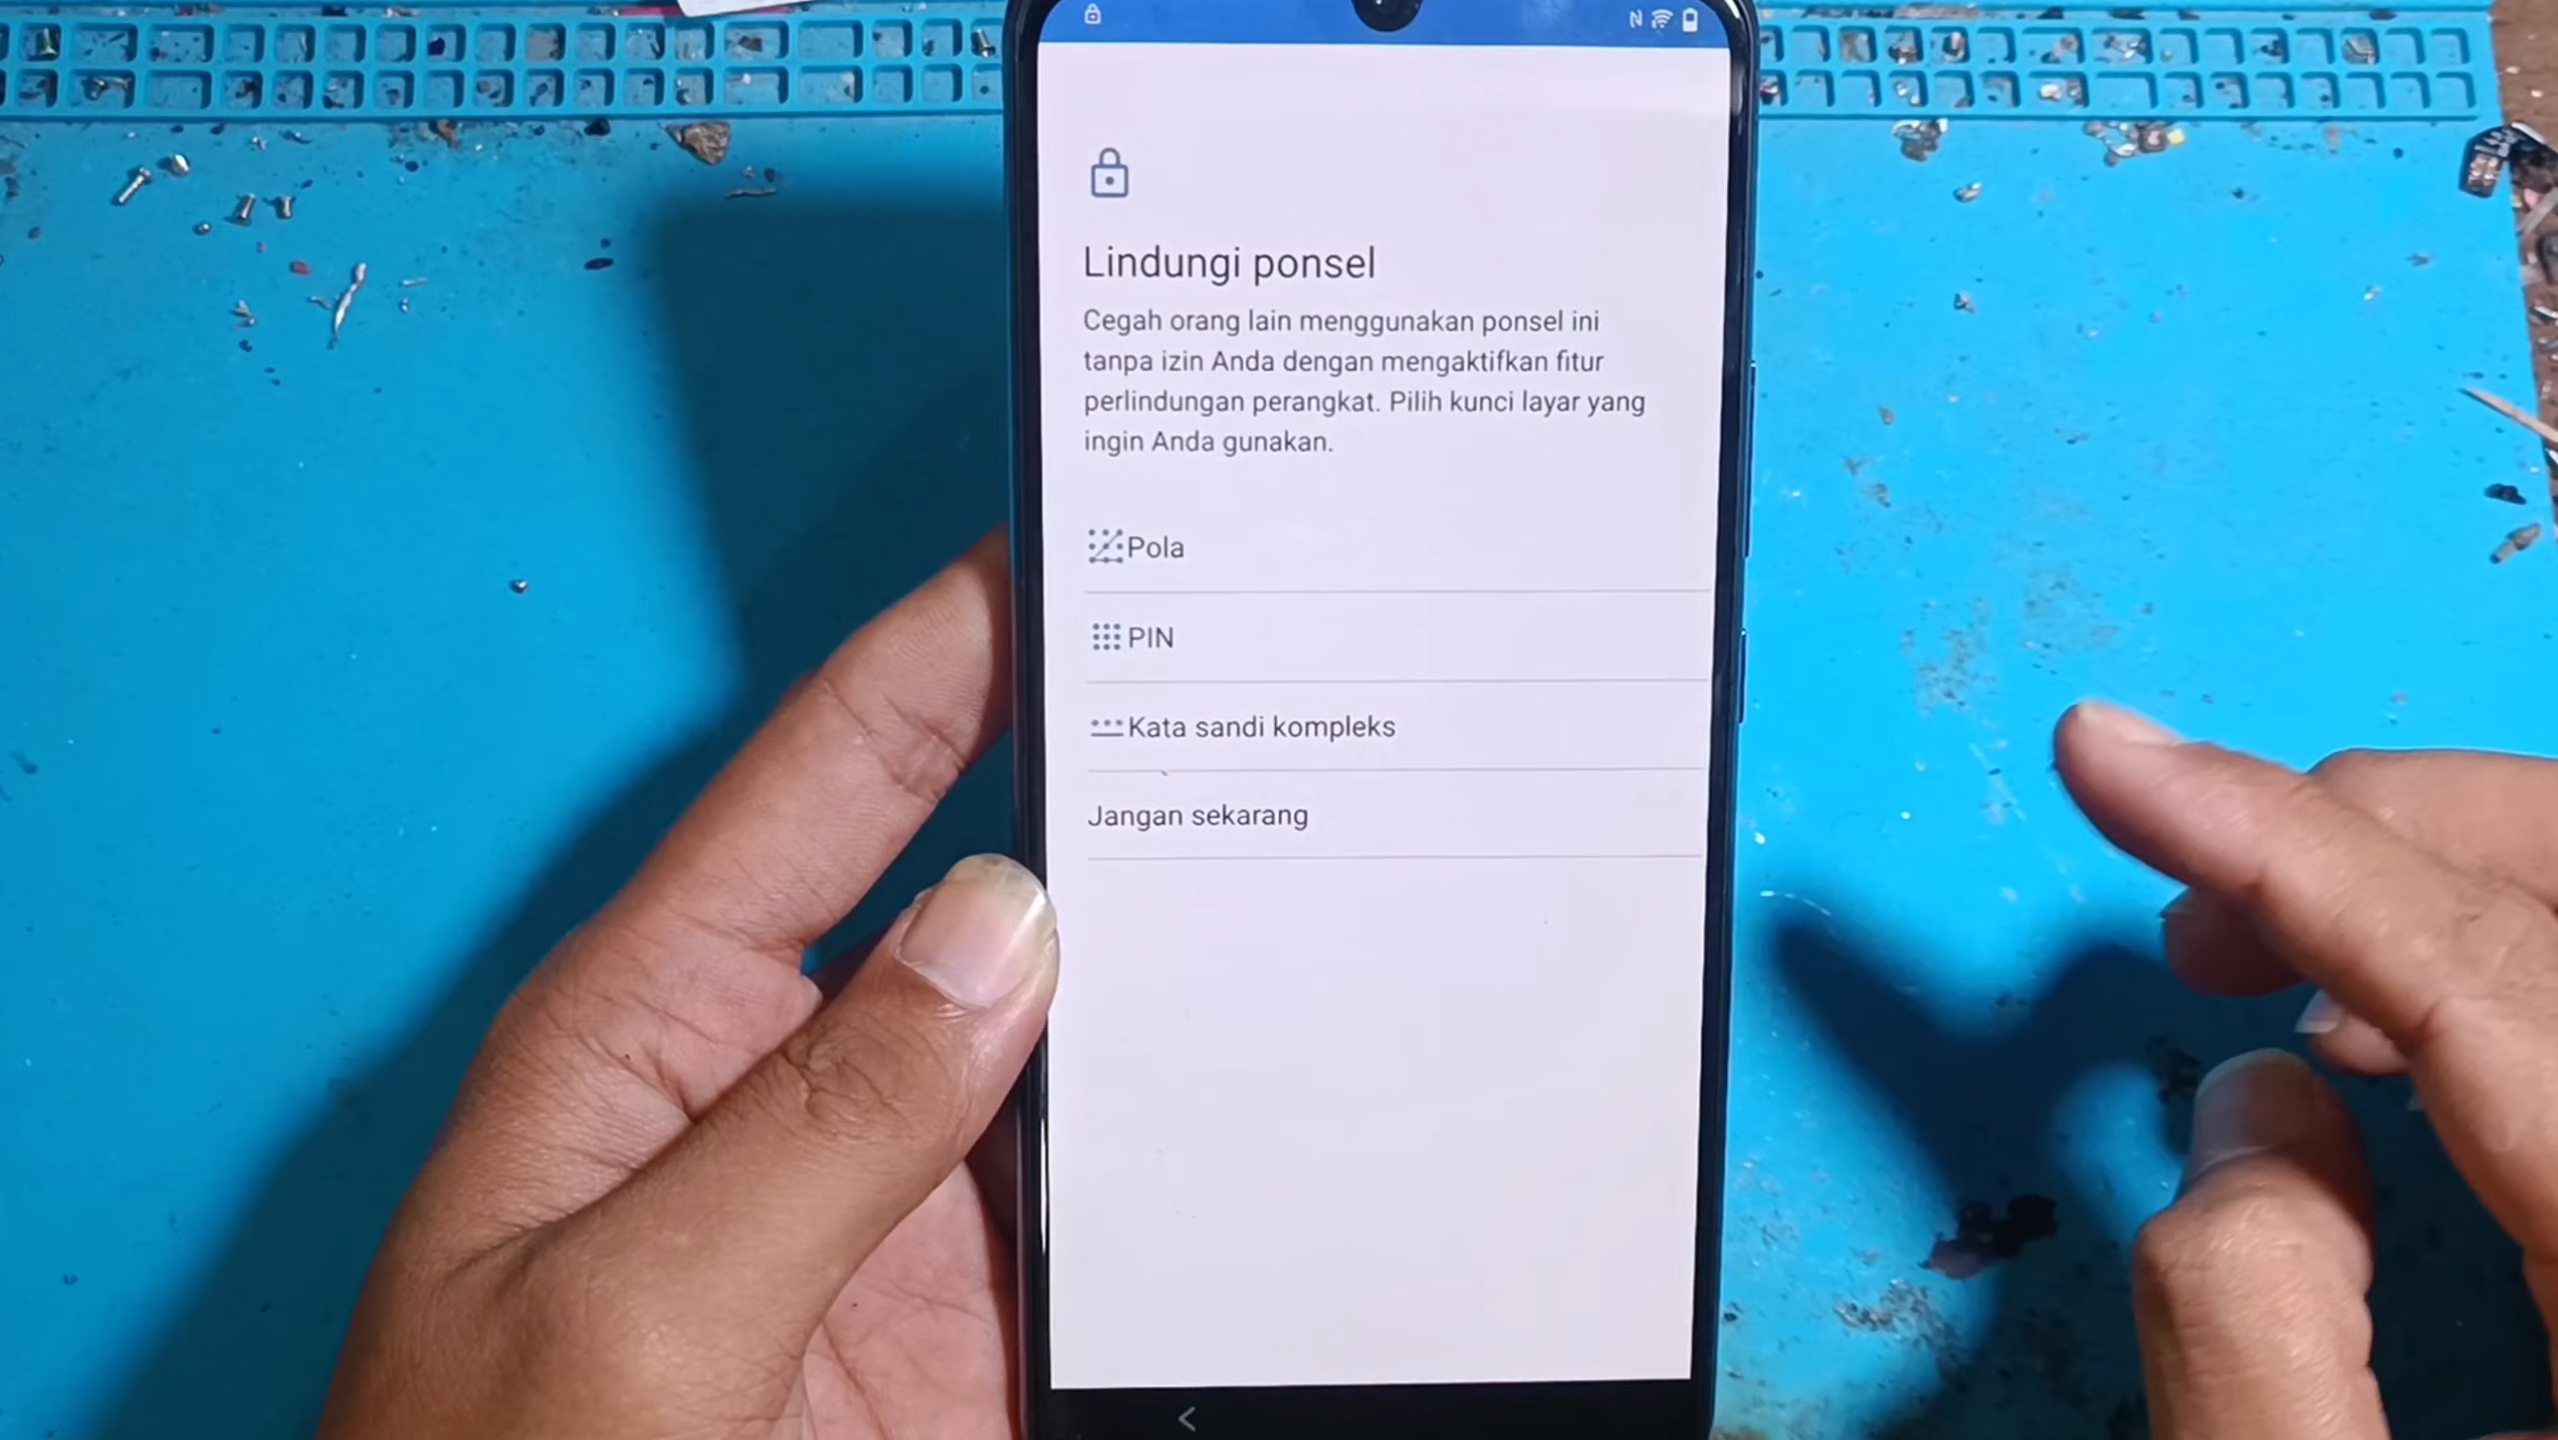 Lindungi ponsel
Cegah orang lain menggunakan ponsel ini
tanpa izin Anda dengan mengaktifkan fitur
perlindungan perangkat. Pilih kunci layar yang
ingin Anda gunakan.
Pola
PIN
Kata sandi kompleks
Jangan sekarang